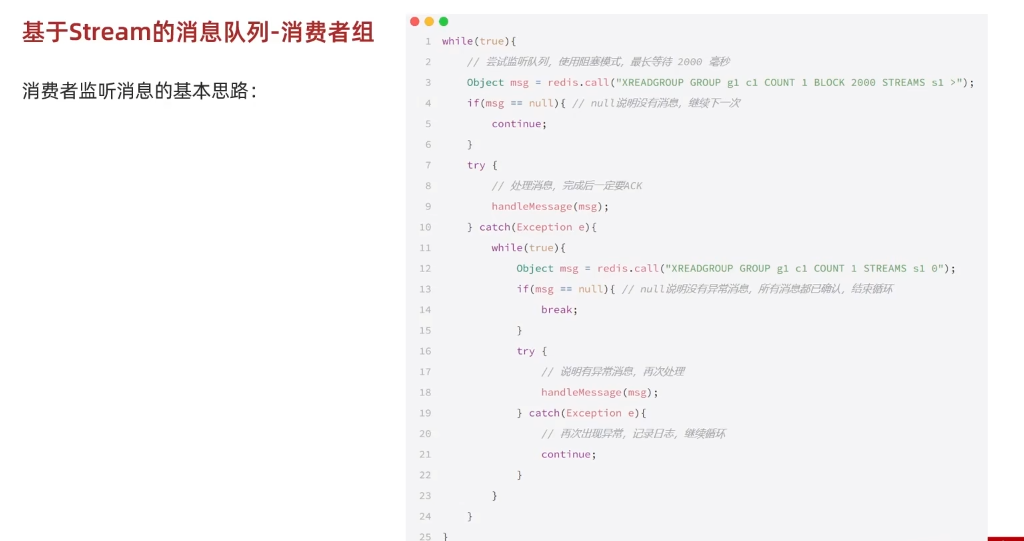 基于Stream的消息队列-消费者组
消费者监听消息的基本思路：
1 while(true){
2 // 尝试监听队列，使用阻塞模式，最长等待 2000 毫秒
3 Object msg = redis.call("XREADGROUP GROUP g1 c1 COUNT 1 BLOCK 2000 STREAMS s1 >");
4 if(msg == null){ // null说明没有消息，继续下一次
5 continue;
6 }
7 try {
8 // 处理消息，完成后一定要ACK
9 handleMessage(msg);
10 } catch(Exception e){
11 while(true){
12 Object msg = redis.call("XREADGROUP GROUP g1 c1 COUNT 1 STREAMS s1 0");
13 if(msg == null){ // null说明没有异常消息，所有消息都已确认，结束循环
14 break;
15 }
16 try {
17 // 说明有异常消息，再次处理
18 handleMessage(msg);
19 } catch(Exception e){
20 // 再次出现异常，记录日志，继续循环
21 continue;
22 }
23 }
24 }
25 }